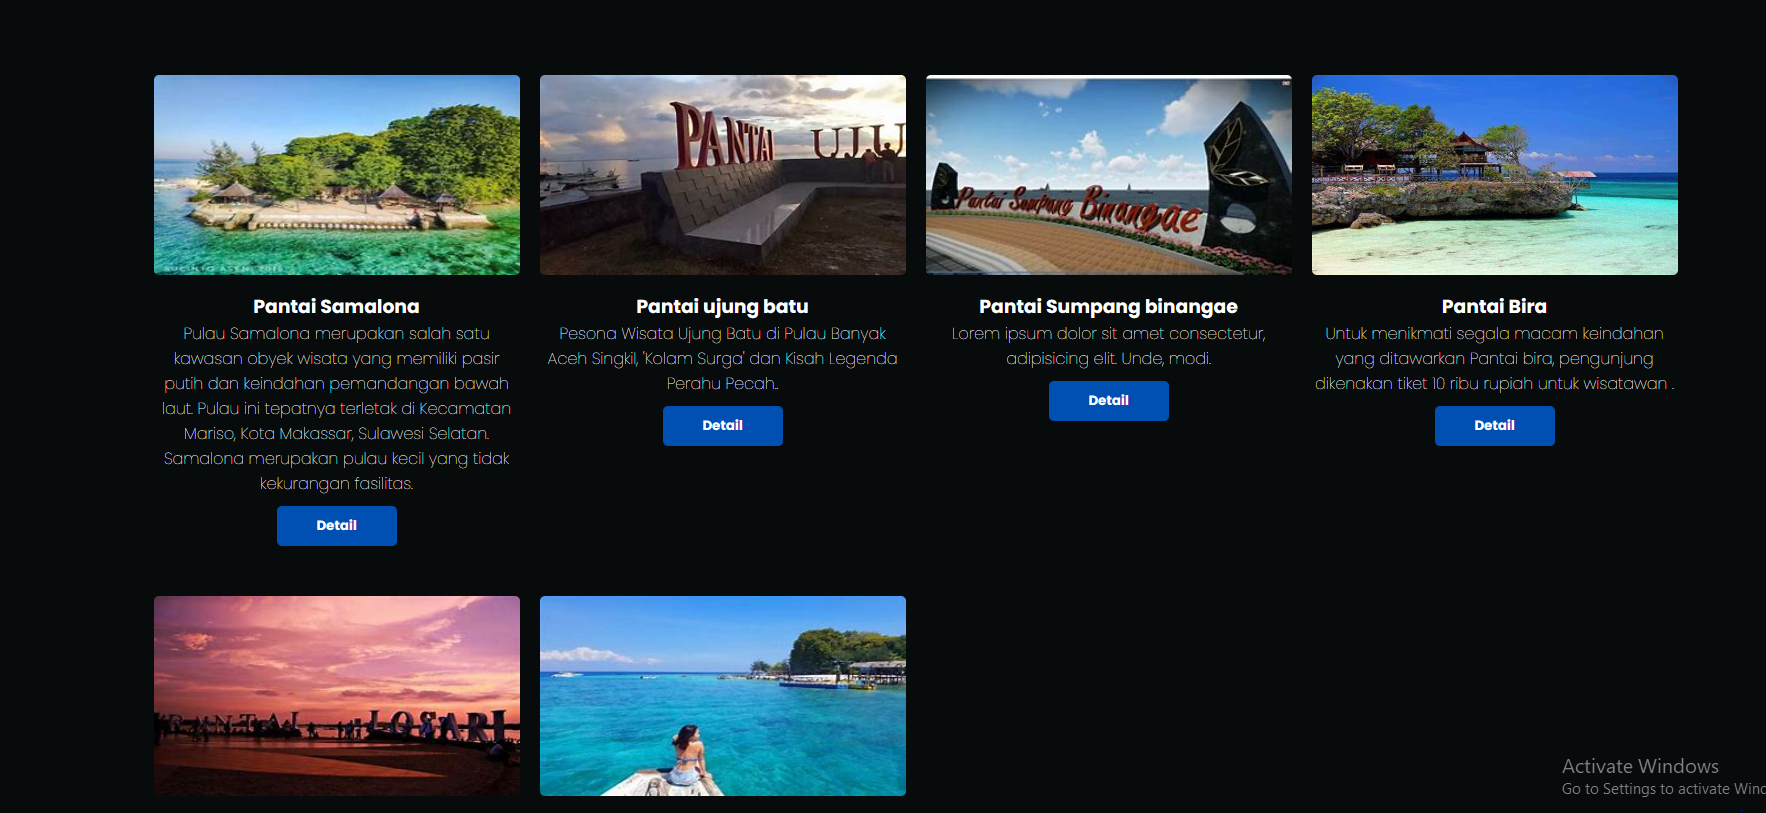 PANTAI UJU
Pantai Sumpang Binangae
Pantai Samalona
Pulau Samalona merupakan salah satu
kawasan obyek wisata yang memiliki pasir
putih dan keindahan pemandangan bawah
laut. Pulau ini tepatnya terletak di Kecamatan
Mariso, Kota Makassar, Sulawesi Selatan.
Samalona merupakan pulau kecil yang tidak
kekurangan fasilitas.
Detail
Pantai ujung batu
Pesona Wisata Ujung Batu di Pulau Banyak
Aceh Singkil, 'Kolam Surga' dan Kisah Legenda
Perahu Pecah..
Detail
Pantai Sumpang binangae
Lorem ipsum dolor sit amet consectetur,
adipisicing elit. Unde, modi.
Detail
Pantai Bira
Untuk menikmati segala macam keindahan
yang ditawarkan Pantai bira, pengunjung
dikenakan tiket 10 ribu rupiah untuk wisatawan .
Detail
PANTAI LOSARI
Activate Windows
Go to Settings to activate Wind